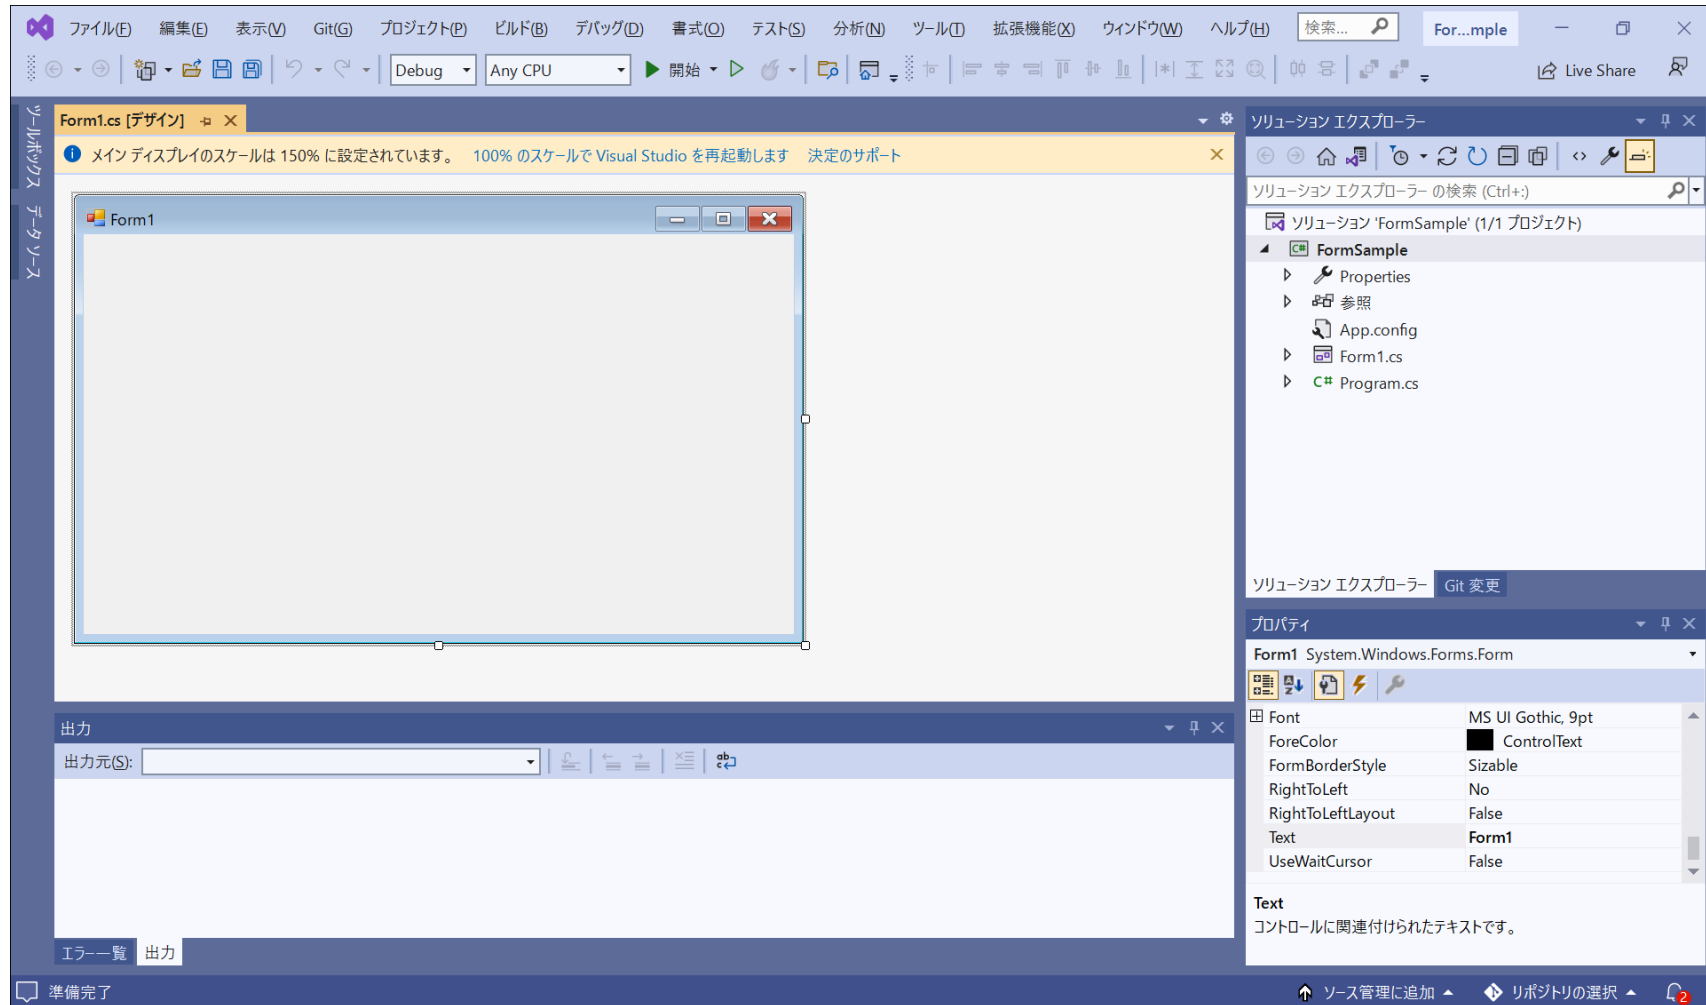 ファイル(F) 編集(E) 表示(V) Git(G) プロジェクト(P) ビルド(B) デバッグ(D) 書式(O) テスト(S) 分析(N) ツール(T) 拡張機能(X) ウィンドウ(W) ヘルプ(H) 検索... For...mple
Debug Any CPU 開始 Live Share
ツールボックス
データ ソース
Form1.cs [デザイン]
メイン ディスプレイのスケールは 150% に設定されています。 100% のスケールで Visual Studio を再起動します 決定のサポート
Form1
出力
出力元(S):
エラー一覧 出力
ソリューション エクスプローラー
ソリューション エクスプローラー の検索 (Ctrl+:)
ソリューション 'FormSample' (1/1 プロジェクト)
C# FormSample
Properties
参照
App.config
Form1.cs
C# Program.cs
ソリューション エクスプローラー Git 変更
プロパティ
Form1 System.Windows.Forms.Form
Font MS UI Gothic, 9pt
ForeColor ControlText
FormBorderStyle Sizable
RightToLeft No
RightToLeftLayout False
Text Form1
UseWaitCursor False
Text
コントロールに関連付けられたテキストです。
準備完了 ソース管理に追加 リポジトリの選択 2